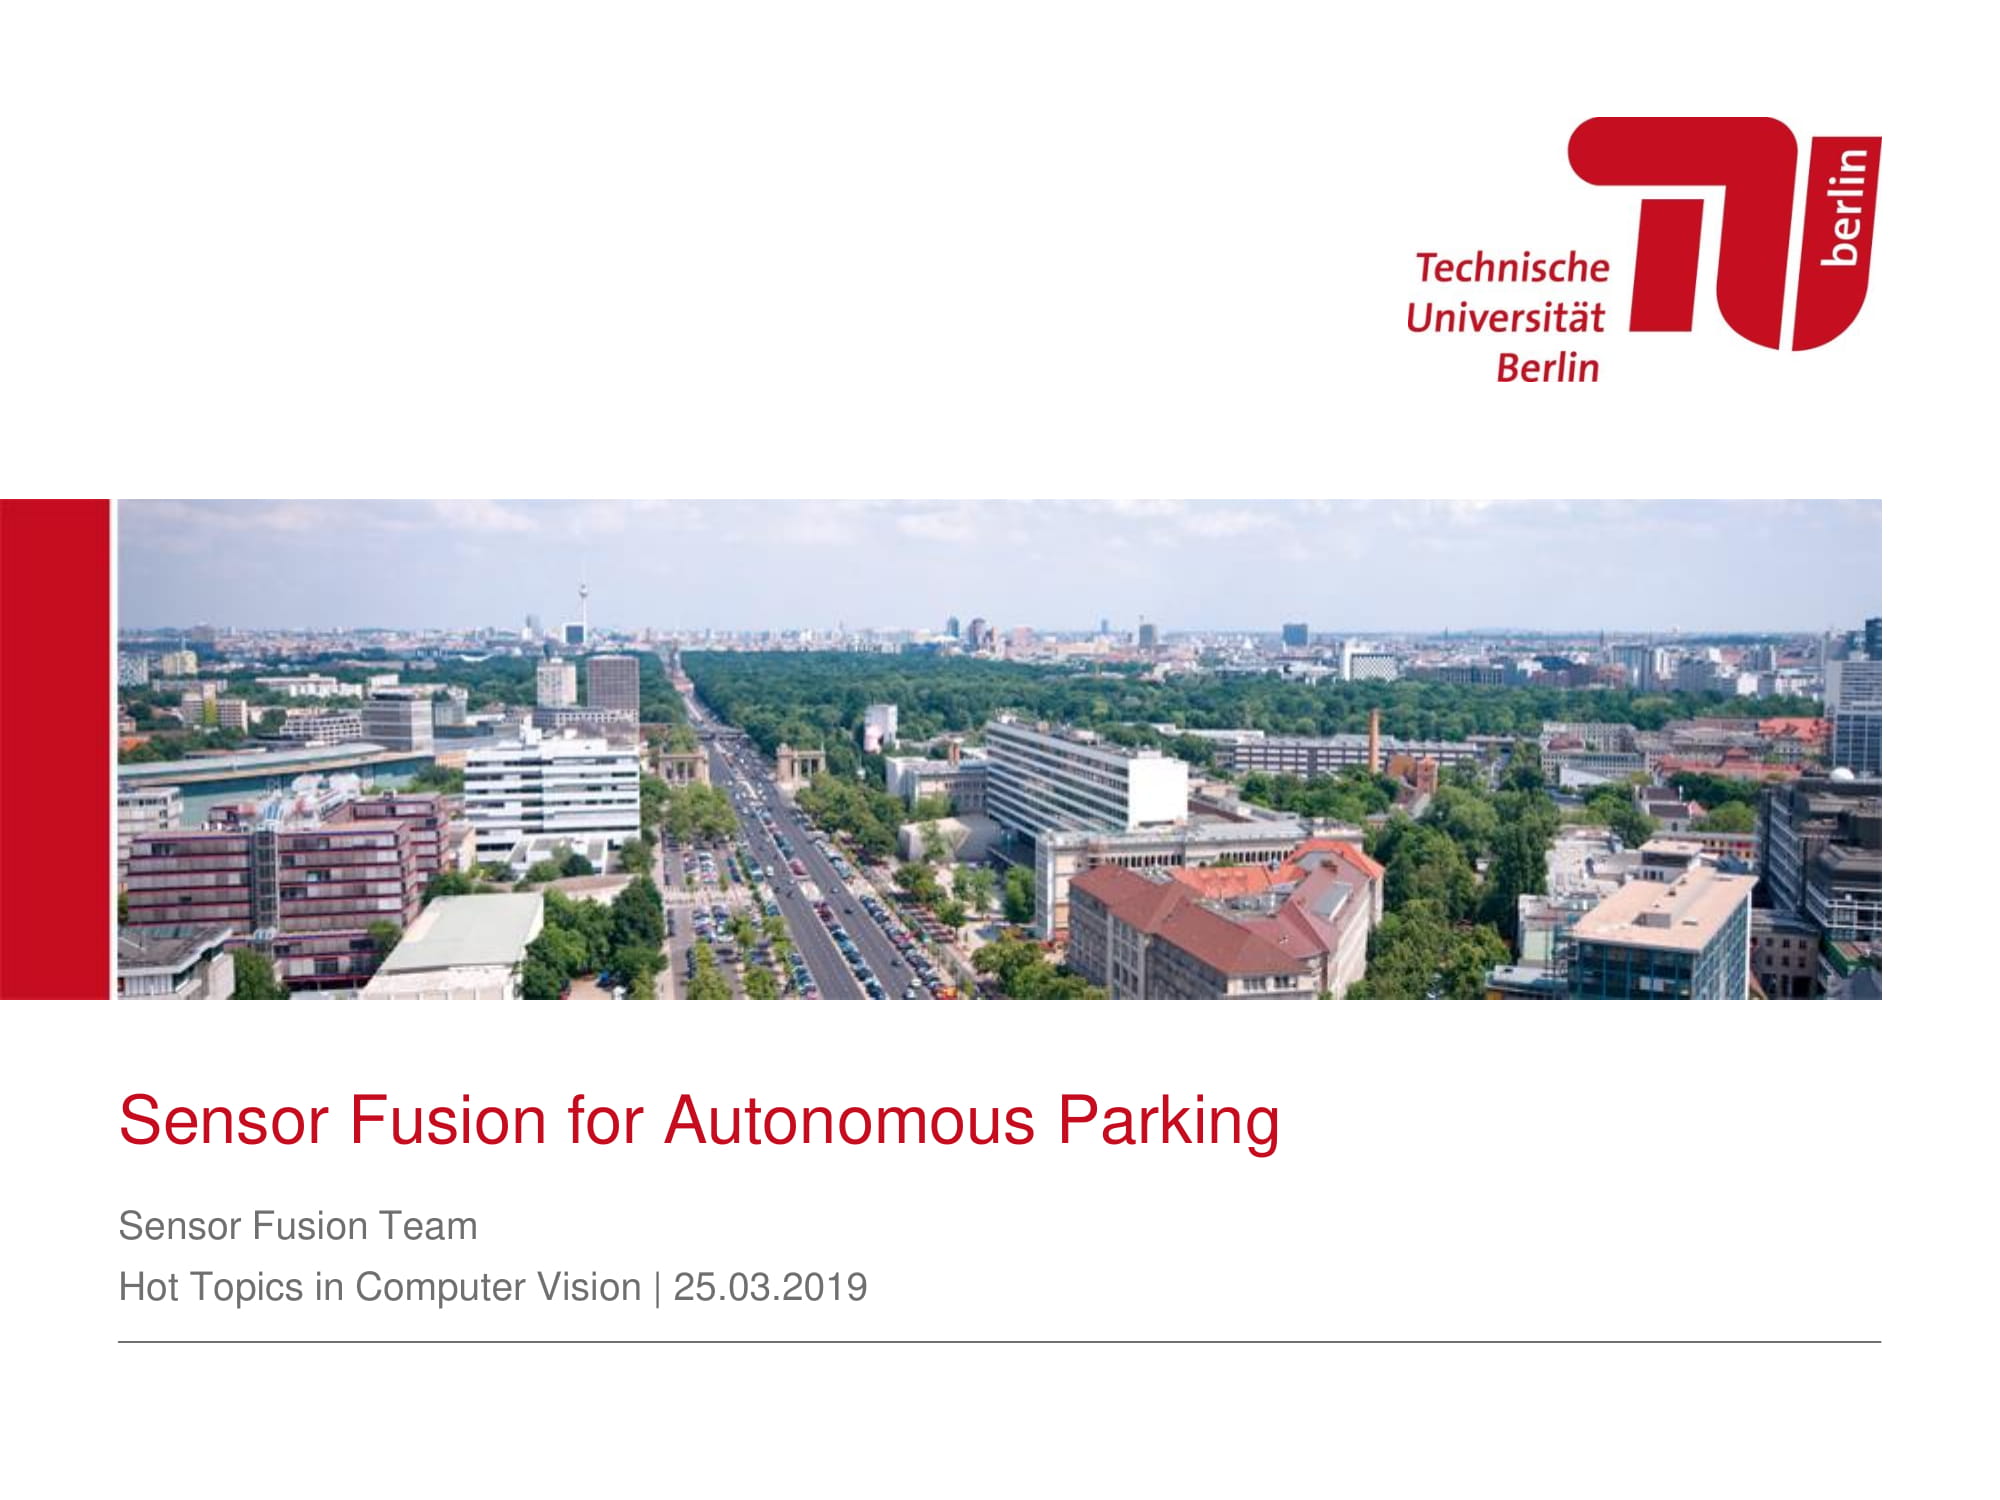 berlin
Technische
Universität
Berlin
Sensor Fusion for Autonomous Parking
Sensor Fusion Team
Hot Topics in Computer Vision | 25.03.2019